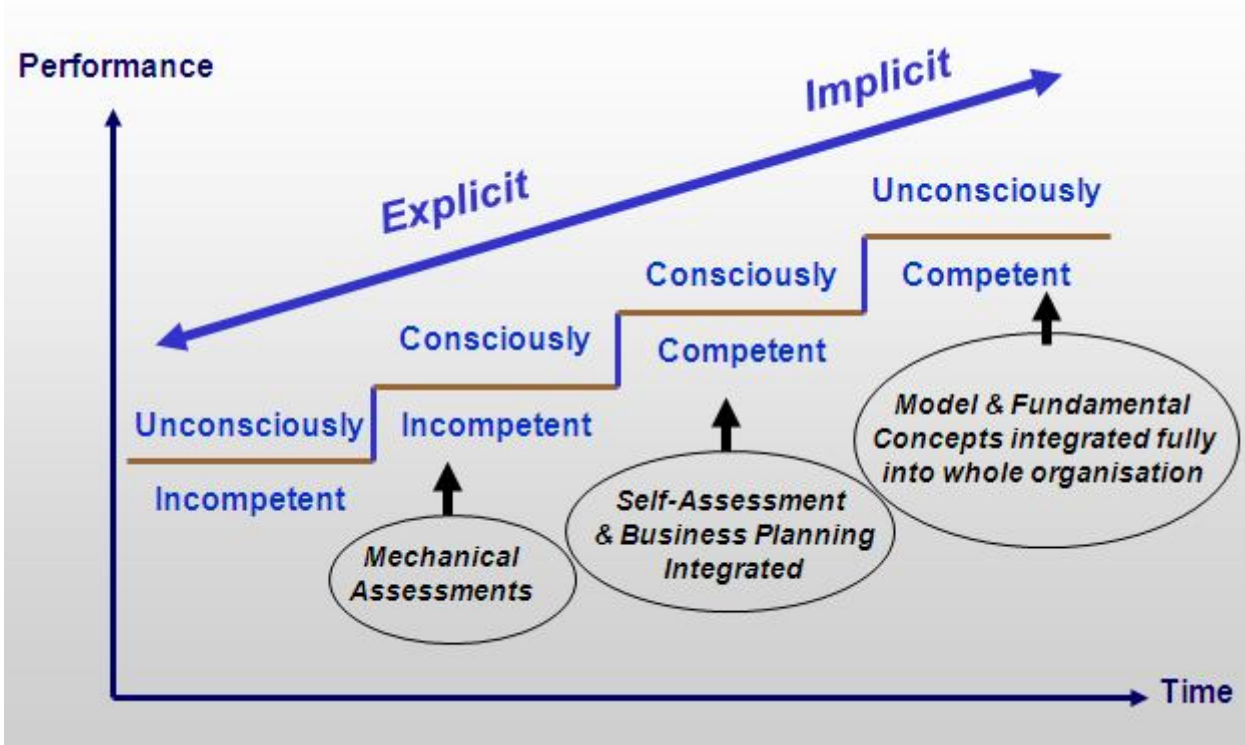 Performance
Implicit
Explicit
Unconsciously
Competent
Consciously
Competent
Consciously
Incompetent
Unconsciously
Incompetent
Mechanical
Assessments
Self-Assessment
& Business Planning
Integrated
Model & Fundamental
Concepts integrated fully
into whole organisation
Time